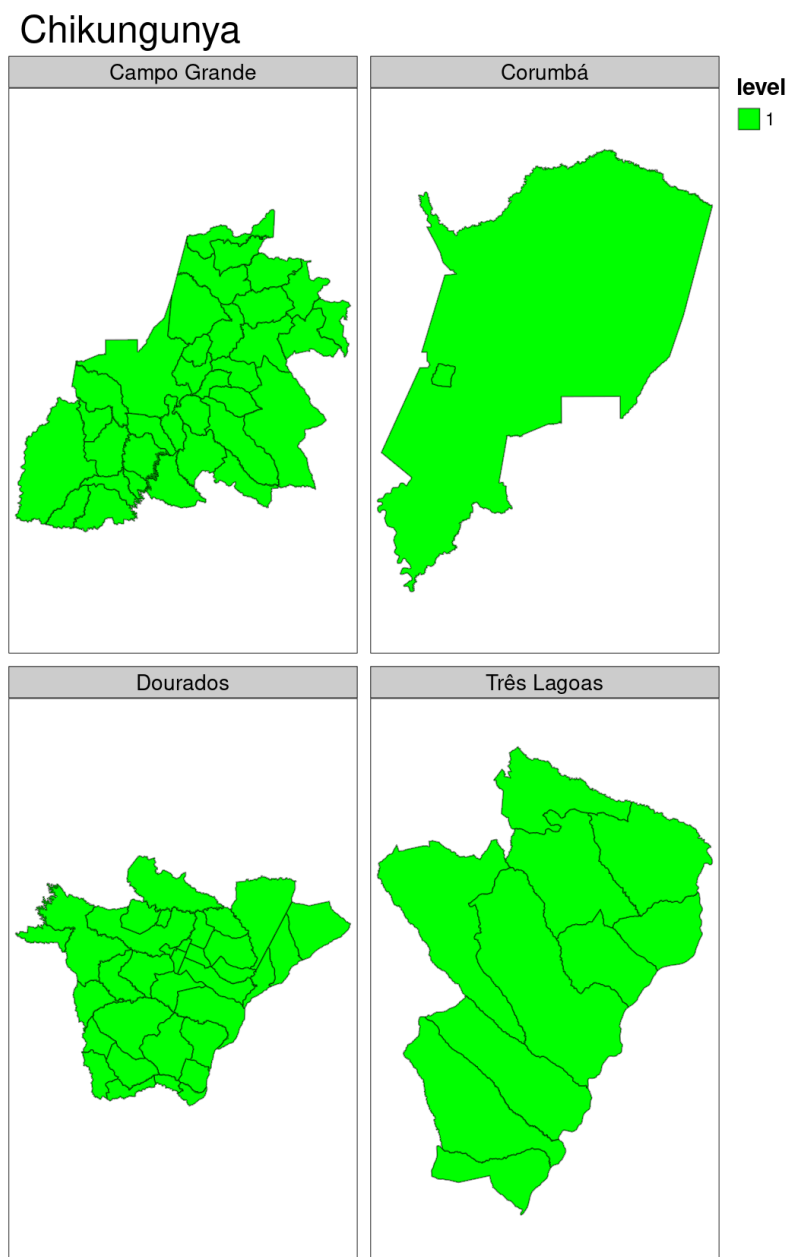 Chikungunya
Campo Grande
Corumbá
level
1
Dourados
Três Lagoas